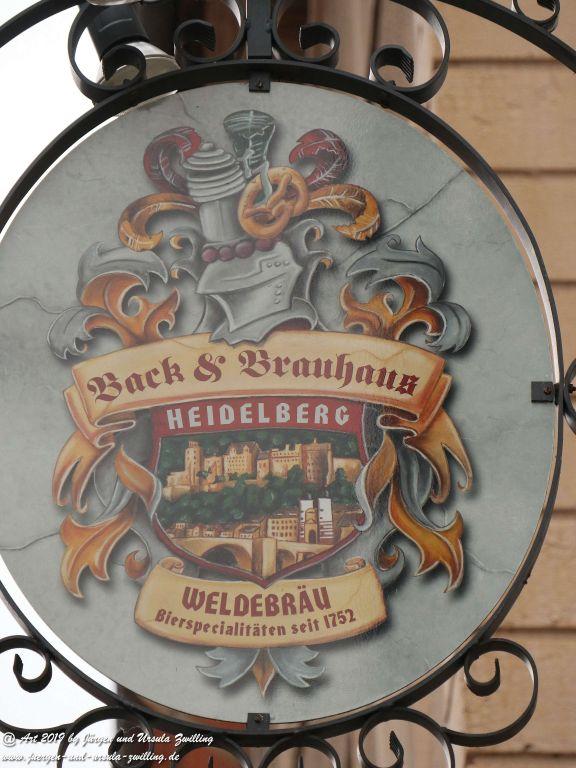 Back & Brauhaus
HEIDELBERG
WELDEBRÄU
Bierspecialitäten seit 1752
@ Art 2019 by Jürgen und Ursula Zwilling
www.juergen-und-ursula-zwilling.de